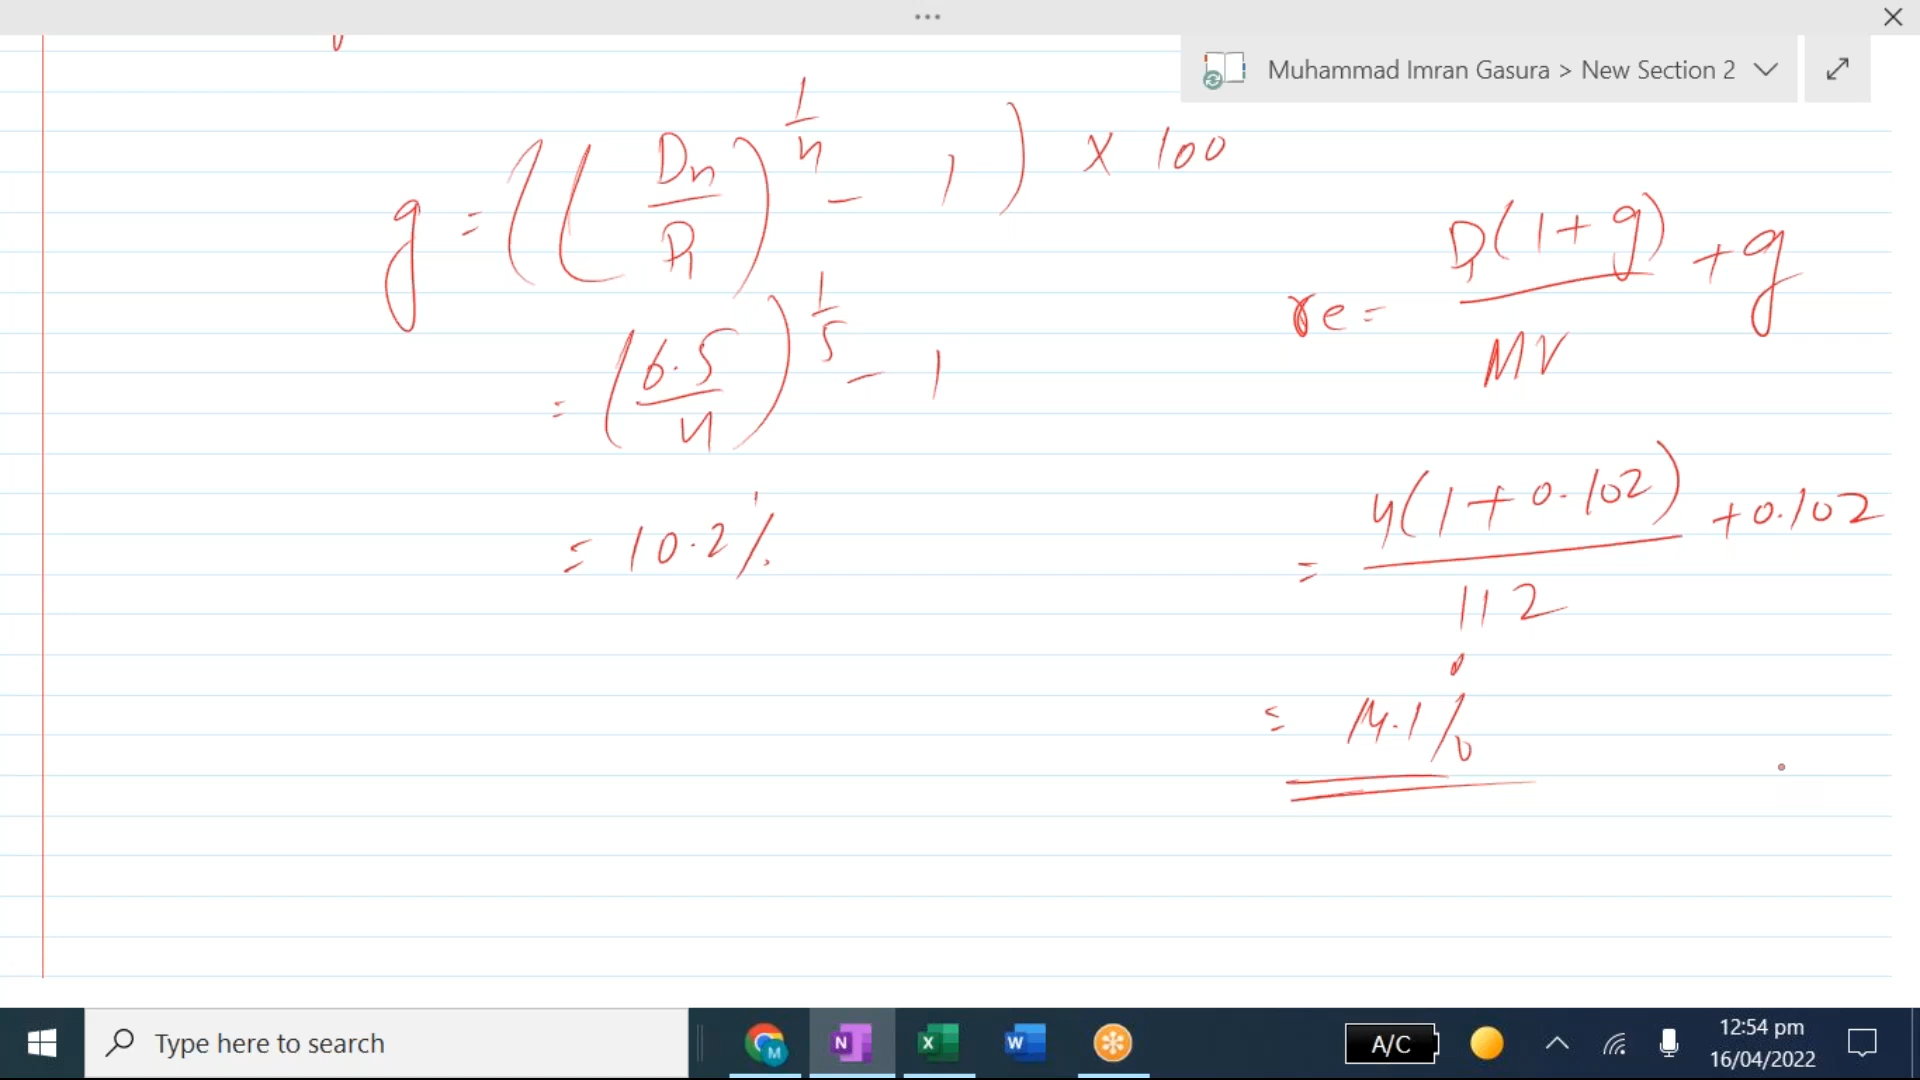 Muhammad Imran Gasura > New Section 2
g = ((Dn/D1)^1/n - 1) x 100
= (6.5/4)^1/5 - 1
= 10.2%
re = D1(1+g)/MV + g
= 4(1+0.102)/112 + 0.102
= 14.1%
Type here to search
A/C
12:54 pm
16/04/2022